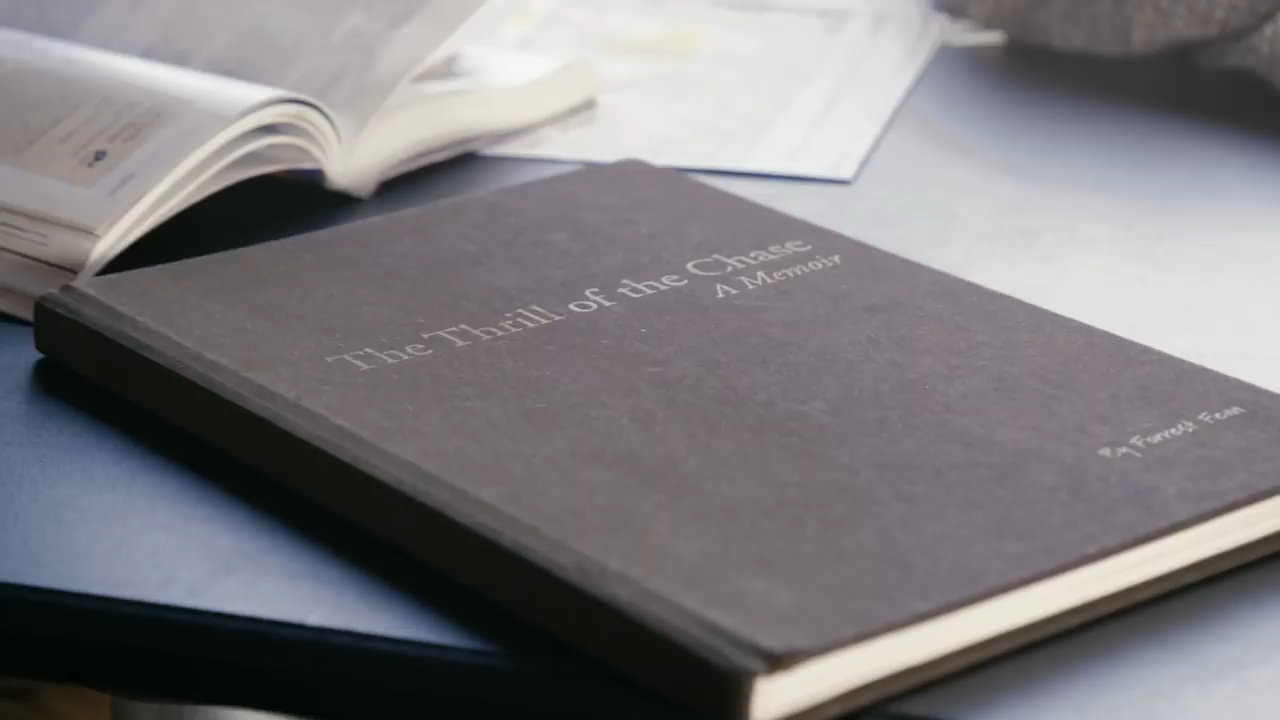 The Thrill of the Chase
A Memoir
By Forrest Fenn